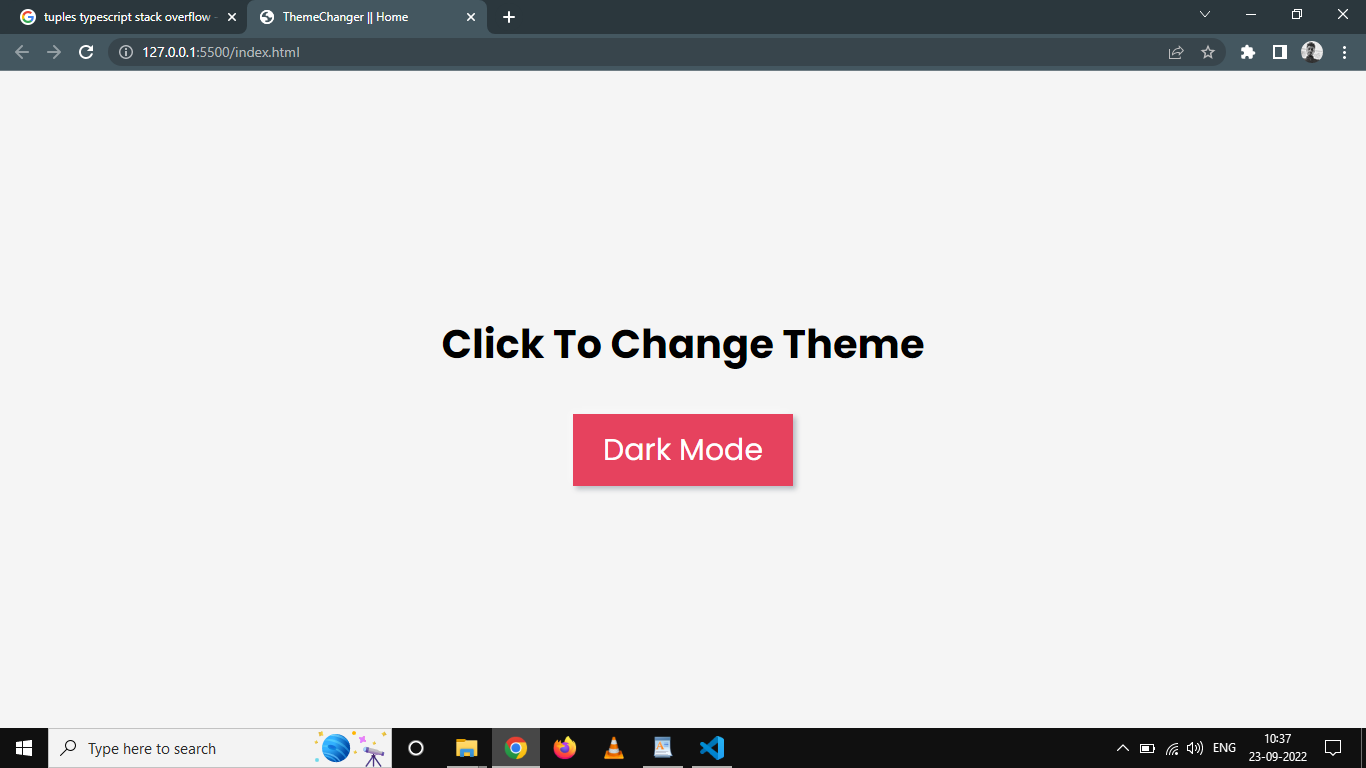 tuples typescript stack overflow -
ThemeChanger || Home
127.0.0.1:5500/index.html
Click To Change Theme
Dark Mode
Type here to search
ENG
10:37
23-09-2022